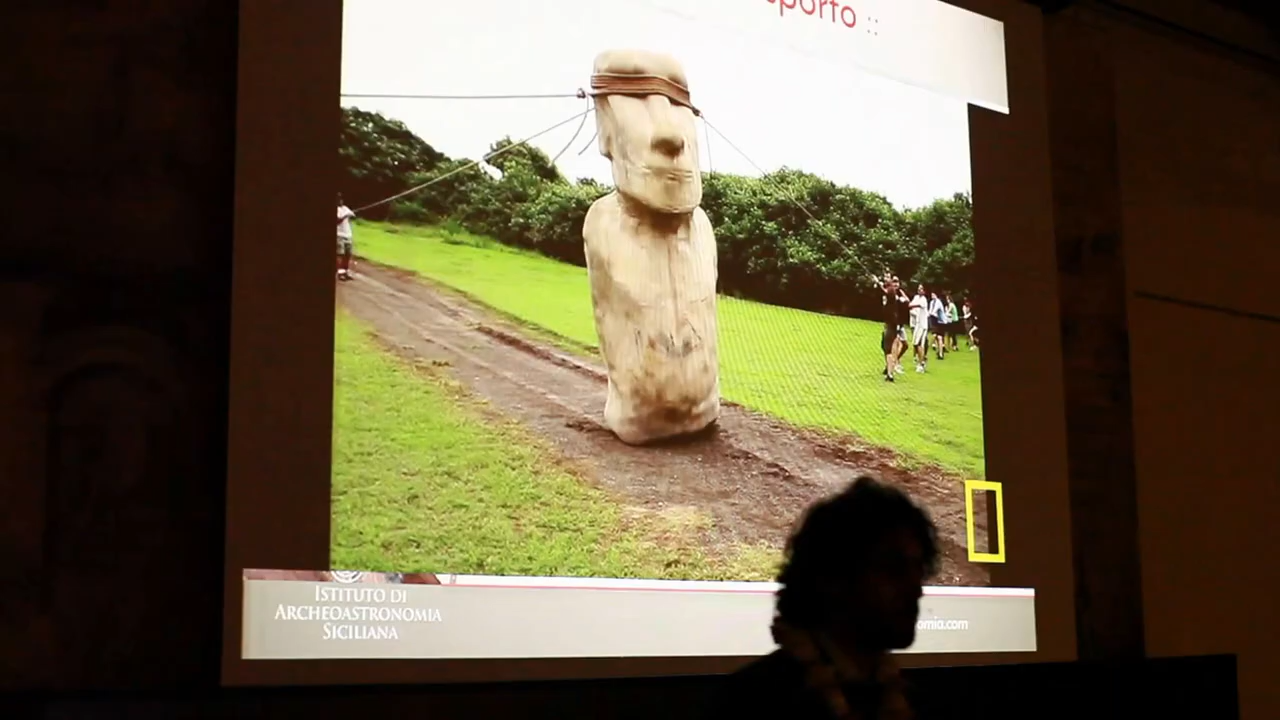 sporto ::
ISTITUTO DI
ARCHEOASTRONOMIA
SICILIANA
omia.com